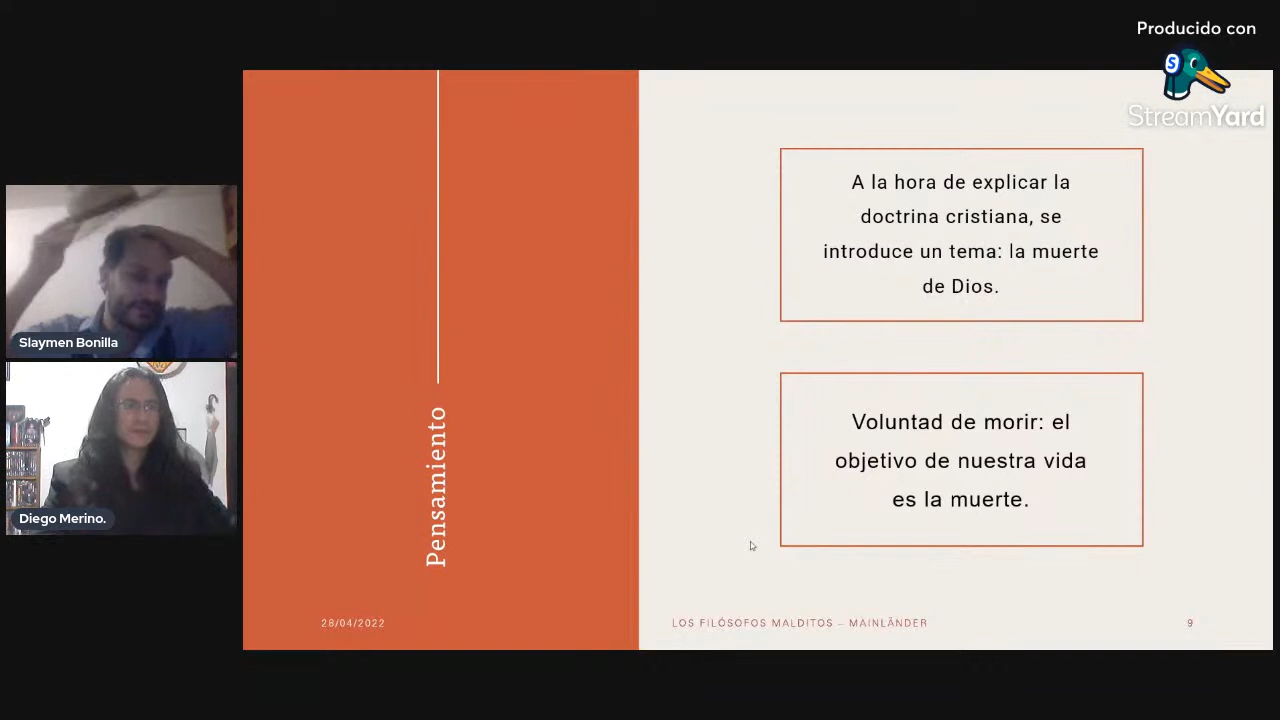 Producido con
StreamYard
A la hora de explicar la
doctrina cristiana, se
introduce un tema: la muerte
de Dios.
Slaymen Bonilla
Voluntad de morir: el
objetivo de nuestra vida
es la muerte.
Diego Merino.
Pensamiento
28/04/2022
LOS FILÓSOFOS MALDITOS – MAINLÄNDER
9